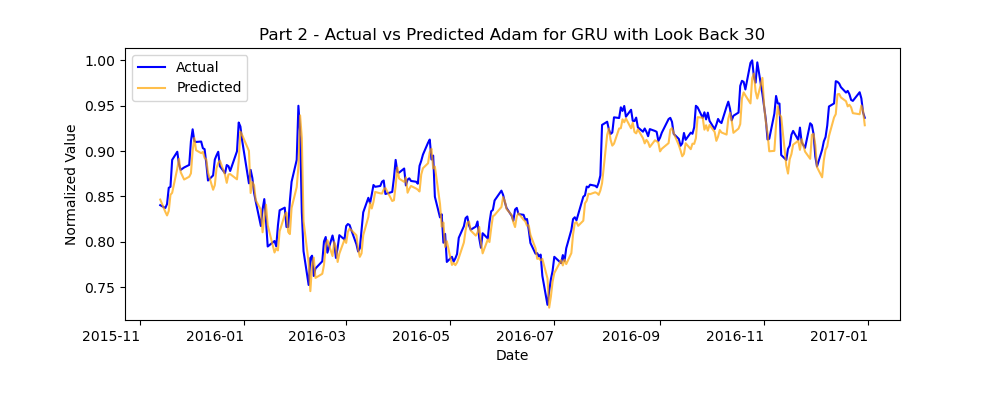 Part 2 - Actual vs Predicted Adam for GRU with Look Back 30
Actual
Predicted
Normalized Value
1.00
0.95
0.90
0.85
0.80
0.75
2015-11
2016-01
2016-03
2016-05
2016-07
2016-09
2016-11
2017-01
Date